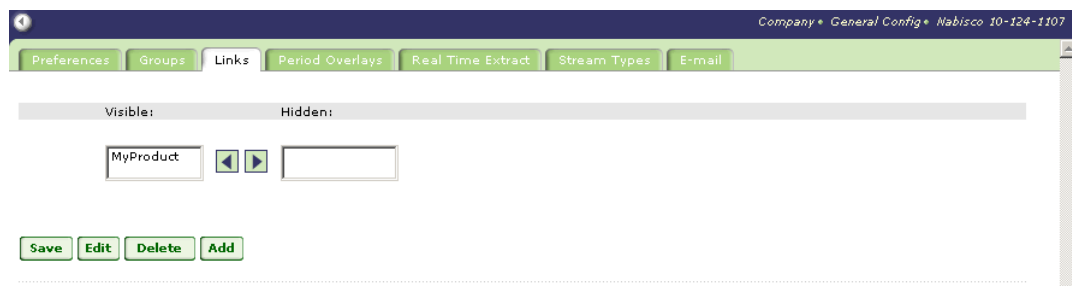 Company • General Config • Nabisco 10-124-1107
Preferences Groups Links Period Overlays Real Time Extract Stream Types E-mail
Visible: Hidden:
MyProduct
Save Edit Delete Add